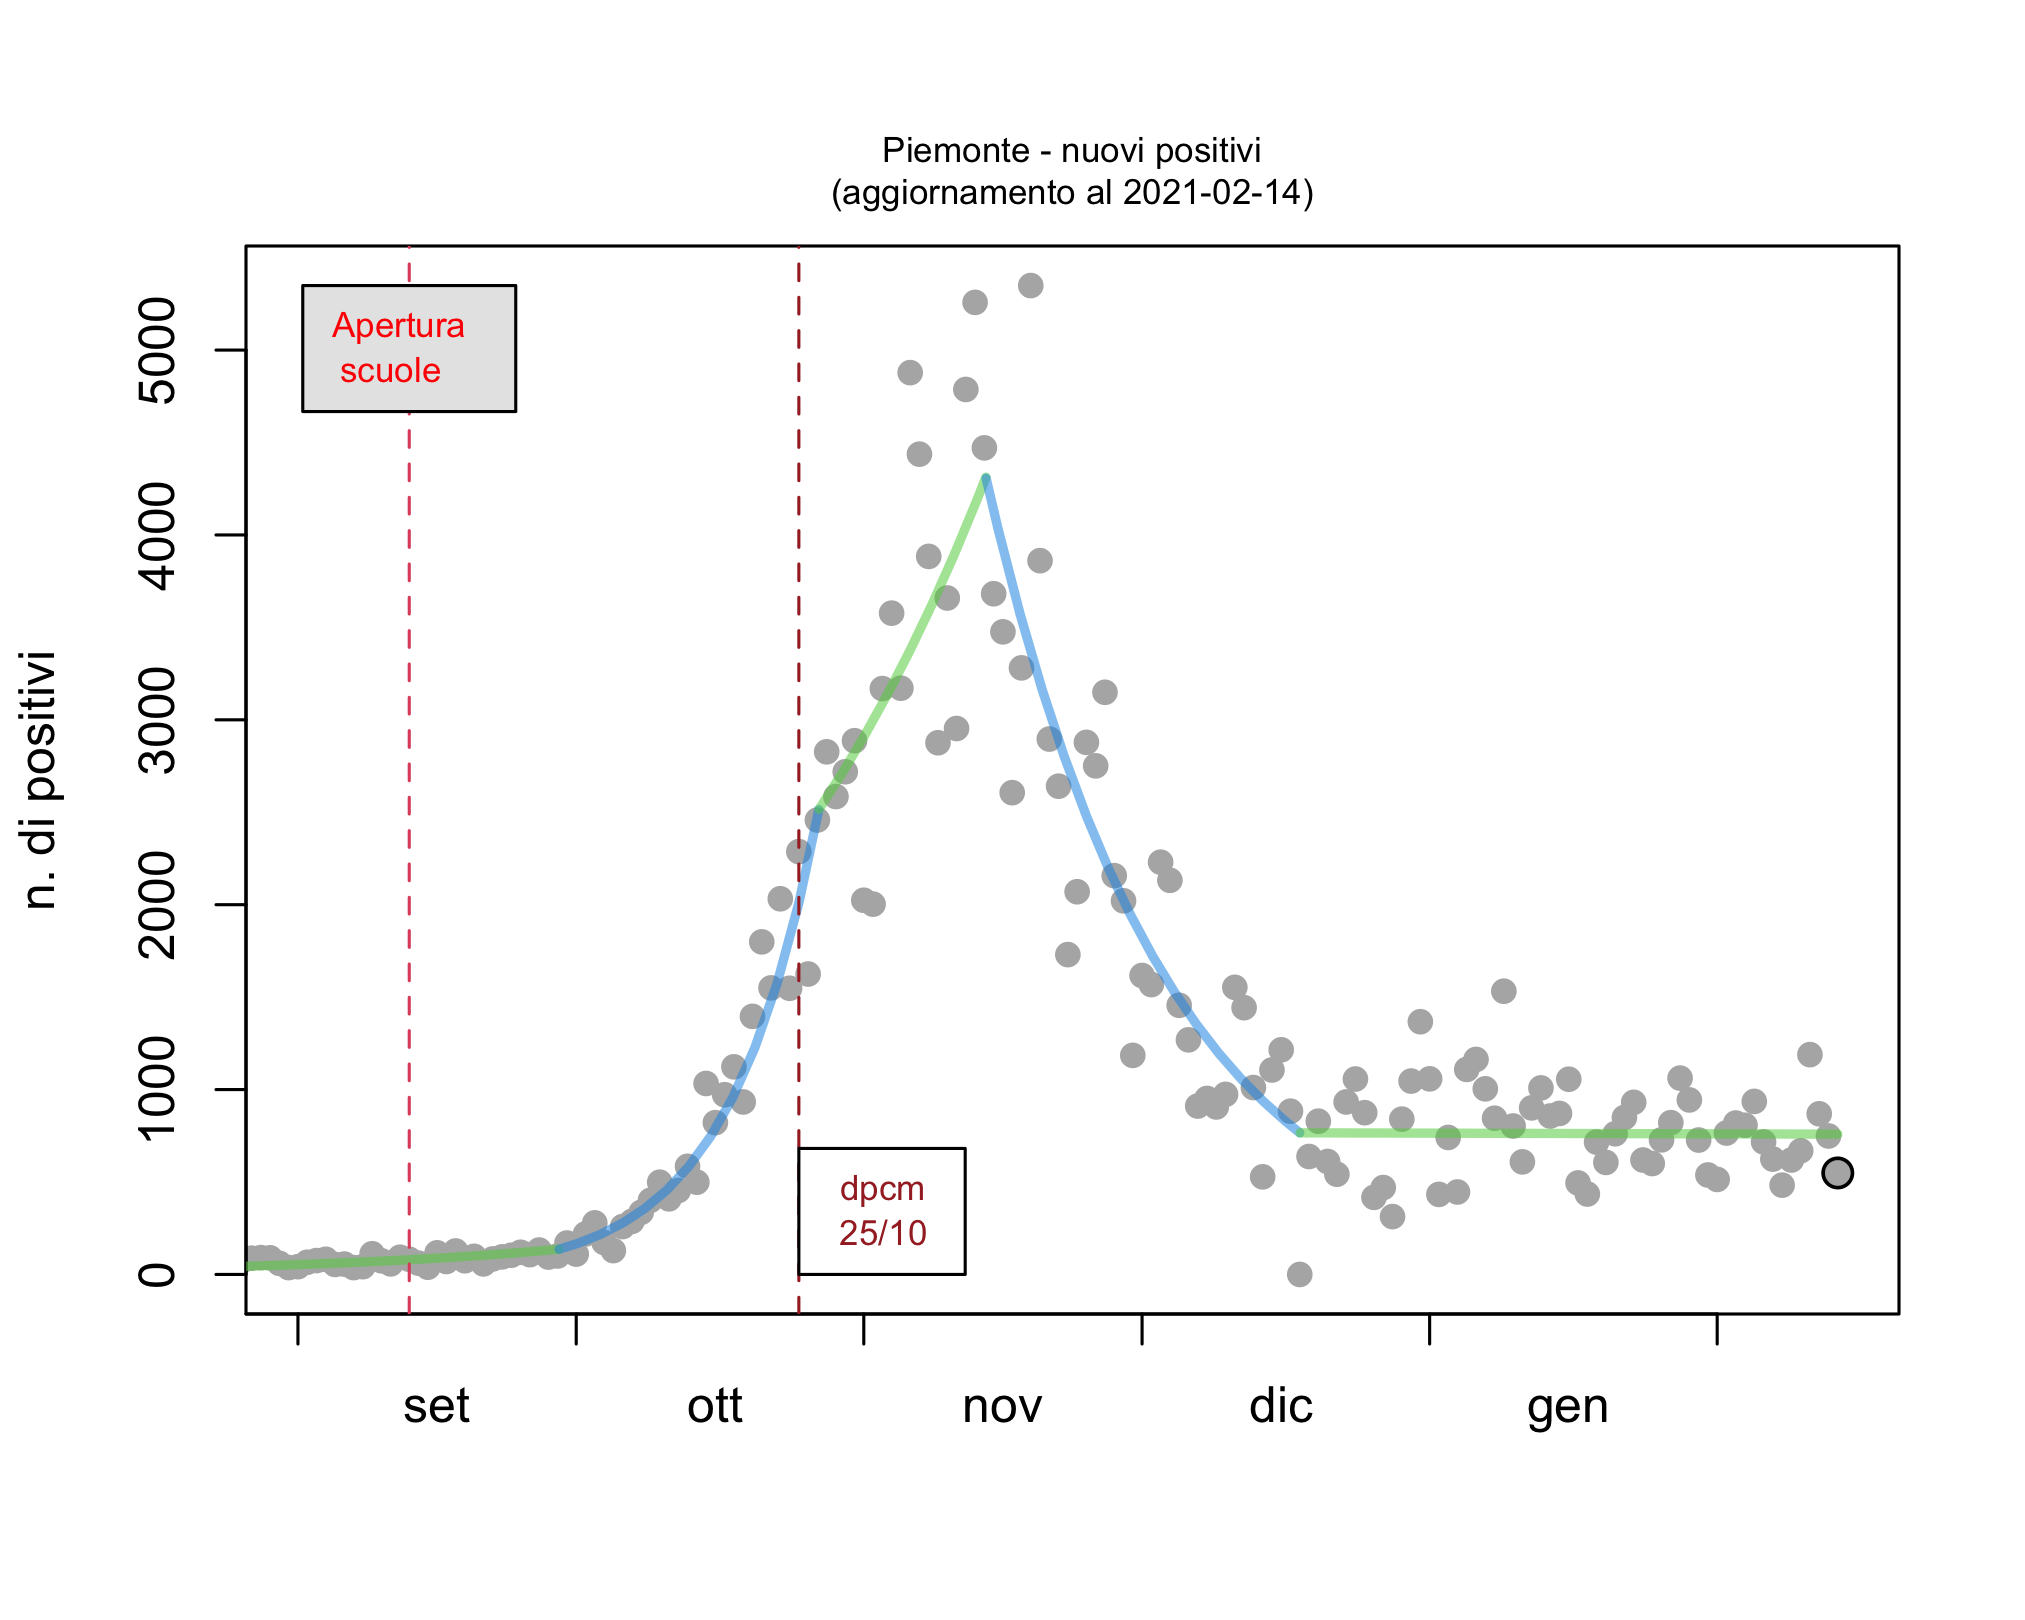 Piemonte - nuovi positivi
(aggiornamento al 2021-02-14)
n. di positivi
5000
4000
3000
2000
1000
0
Apertura
scuole
dpcm
25/10
set ott nov dic gen